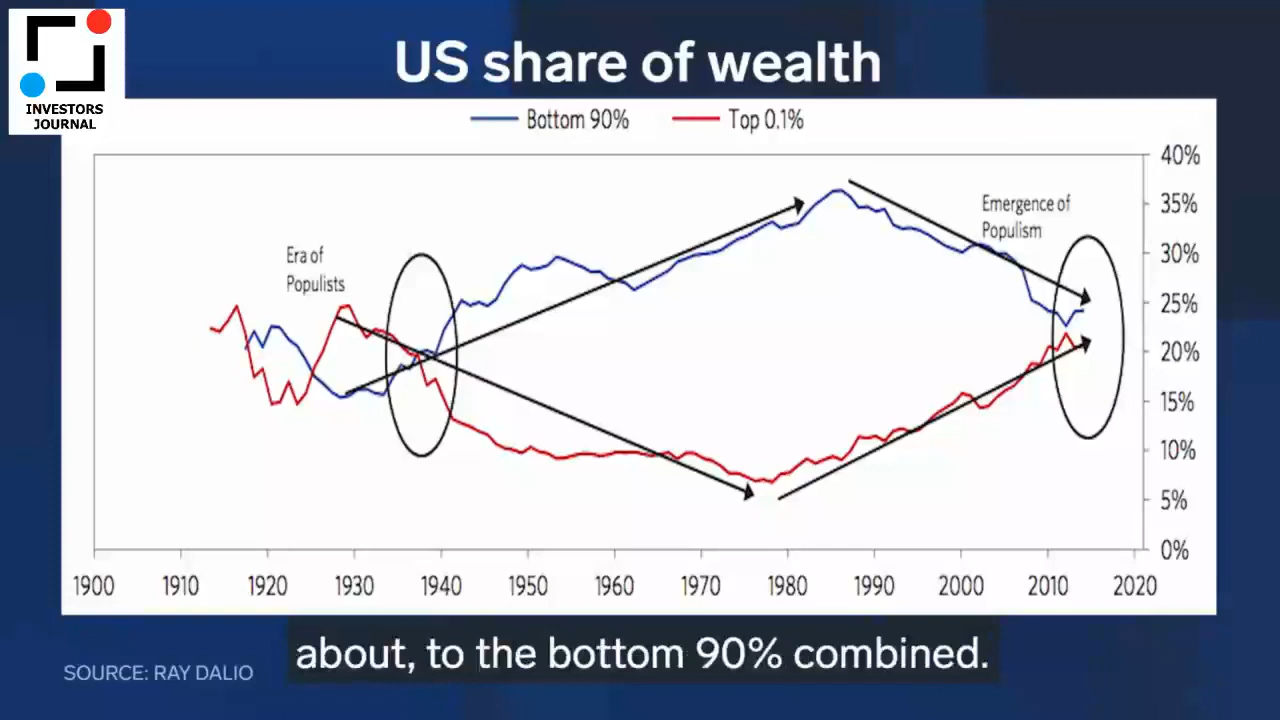 INVESTORS
JOURNAL
US share of wealth
Bottom 90%
Top 0.1%
40%
35%
30%
25%
20%
15%
10%
5%
0%
Era of
Populists
Emergence of
Populism
1900 1910 1920 1930 1940 1950 1960 1970 1980 1990 2000 2010 2020
about, to the bottom 90% combined.
SOURCE: RAY DALIO